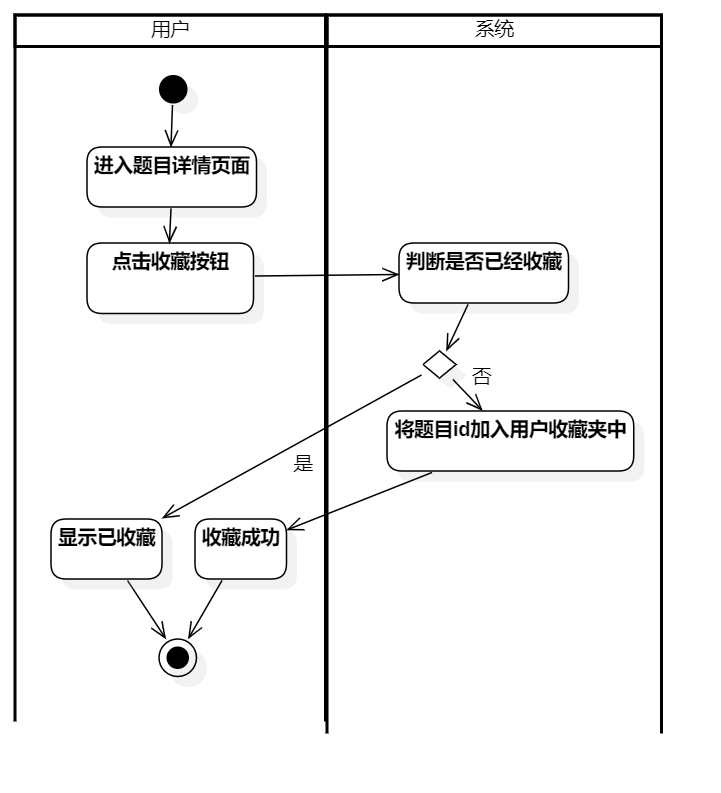 用户
系统
进入题目详情页面
点击收藏按钮
判断是否已经收藏
否
将题目id加入用户收藏夹中
是
显示已收藏
收藏成功